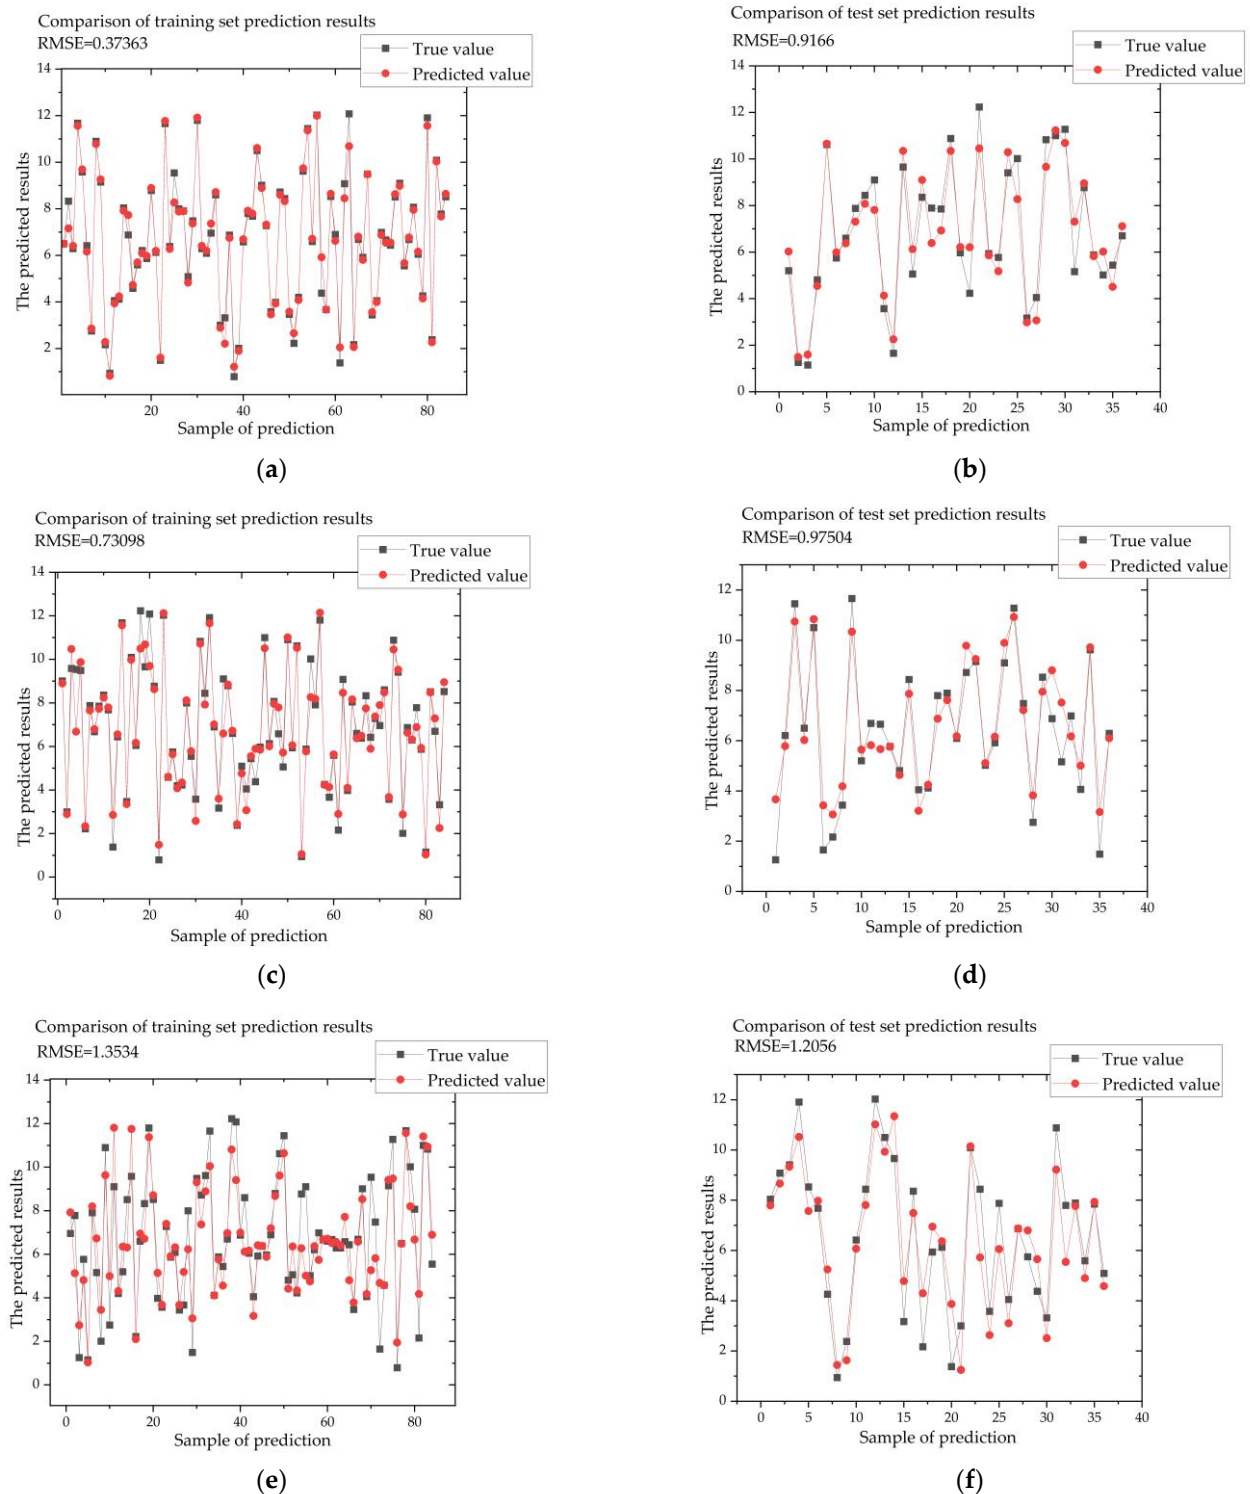 Comparison of training set prediction results
RMSE=0.37363
True value
Predicted value
14
12
10
8
6
4
2
The predicted results
20
40
60
80
Sample of prediction
(a)
Comparison of test set prediction results
RMSE=0.9166
True value
Predicted value
14
12
10
8
6
4
2
0
The predicted results
0
5
10
15
20
25
30
35
40
Sample of prediction
(b)
Comparison of training set prediction results
RMSE=0.73098
True value
Predicted value
14
12
10
8
6
4
2
0
The predicted results
0
20
40
60
80
Sample of prediction
(c)
Comparison of test set prediction results
RMSE=0.97504
True value
Predicted value
12
10
8
6
4
2
0
The predicted results
0
5
10
15
20
25
30
35
40
Sample of prediction
(d)
Comparison of training set prediction results
RMSE=1.3534
True value
Predicted value
14
12
10
8
6
4
2
0
The predicted results
0
20
40
60
80
Sample of prediction
(e)
Comparison of test set prediction results
RMSE=1.2056
True value
Predicted value
12
10
8
6
4
2
0
The predicted results
0
5
10
15
20
25
30
35
40
Sample of prediction
(f)